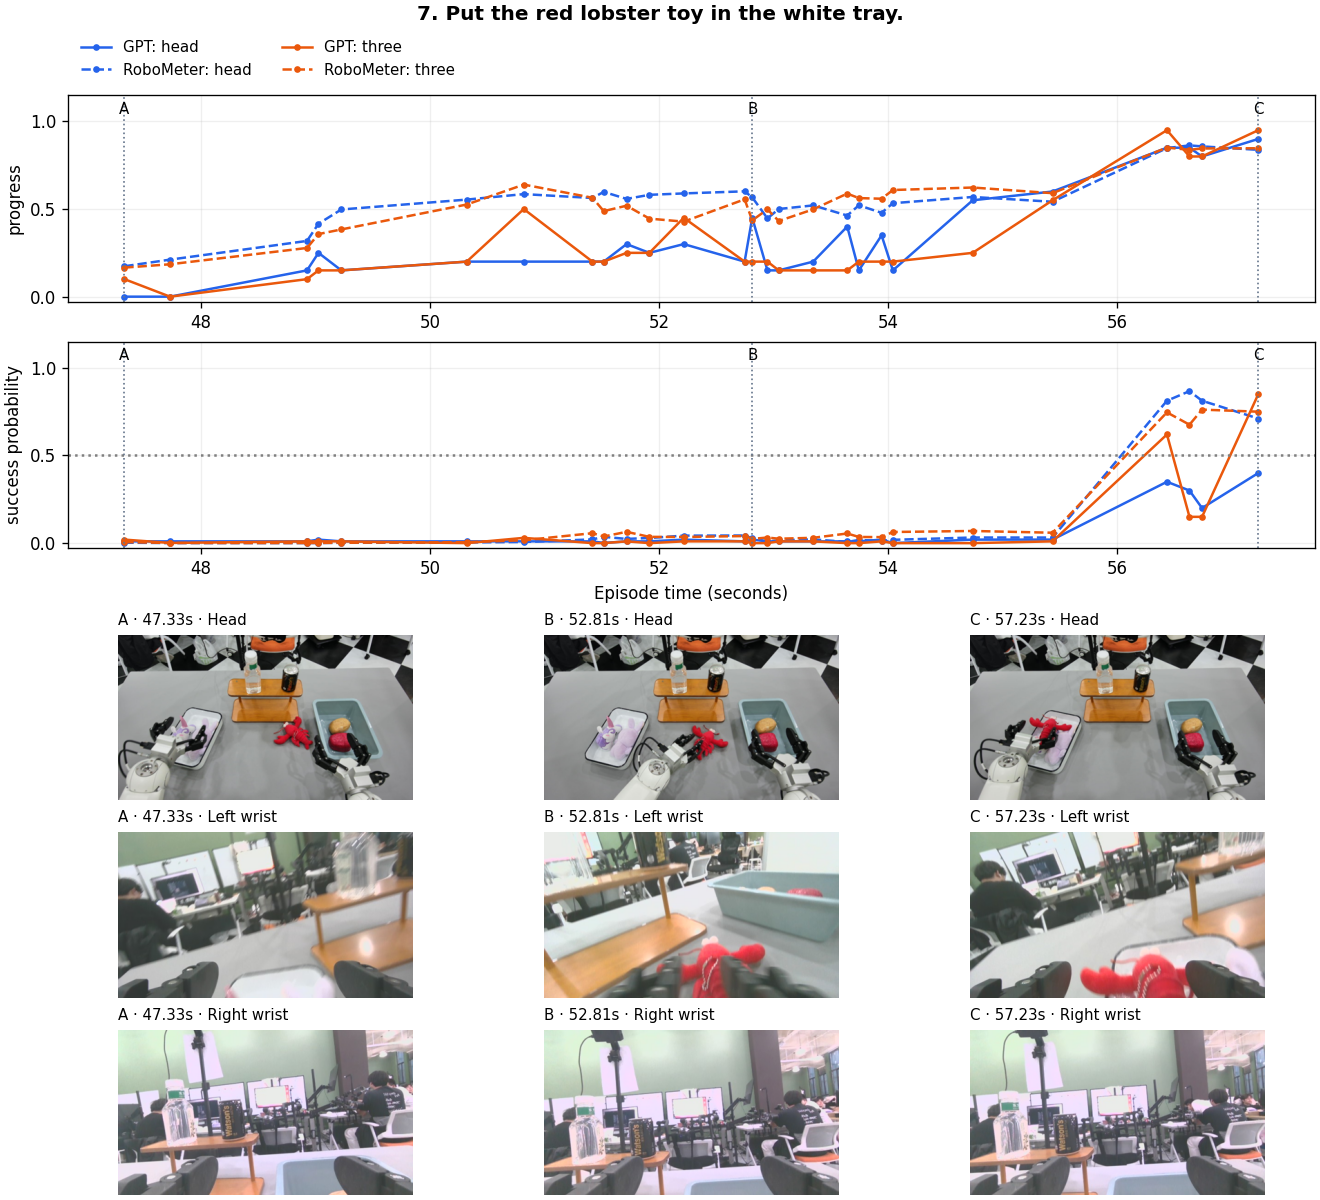 7. Put the red lobster toy in the white tray.
GPT: head
GPT: three
RoboMeter: head
RoboMeter: three
A
B
C
progress
1.0
0.5
0.0
48
50
52
54
56
A
B
C
success probability
1.0
0.5
0.0
48
50
52
54
56
Episode time (seconds)
A · 47.33s · Head
B · 52.81s · Head
C · 57.23s · Head
A · 47.33s · Left wrist
B · 52.81s · Left wrist
C · 57.23s · Left wrist
A · 47.33s · Right wrist
B · 52.81s · Right wrist
C · 57.23s · Right wrist
Watson's
Watson's
Watson's